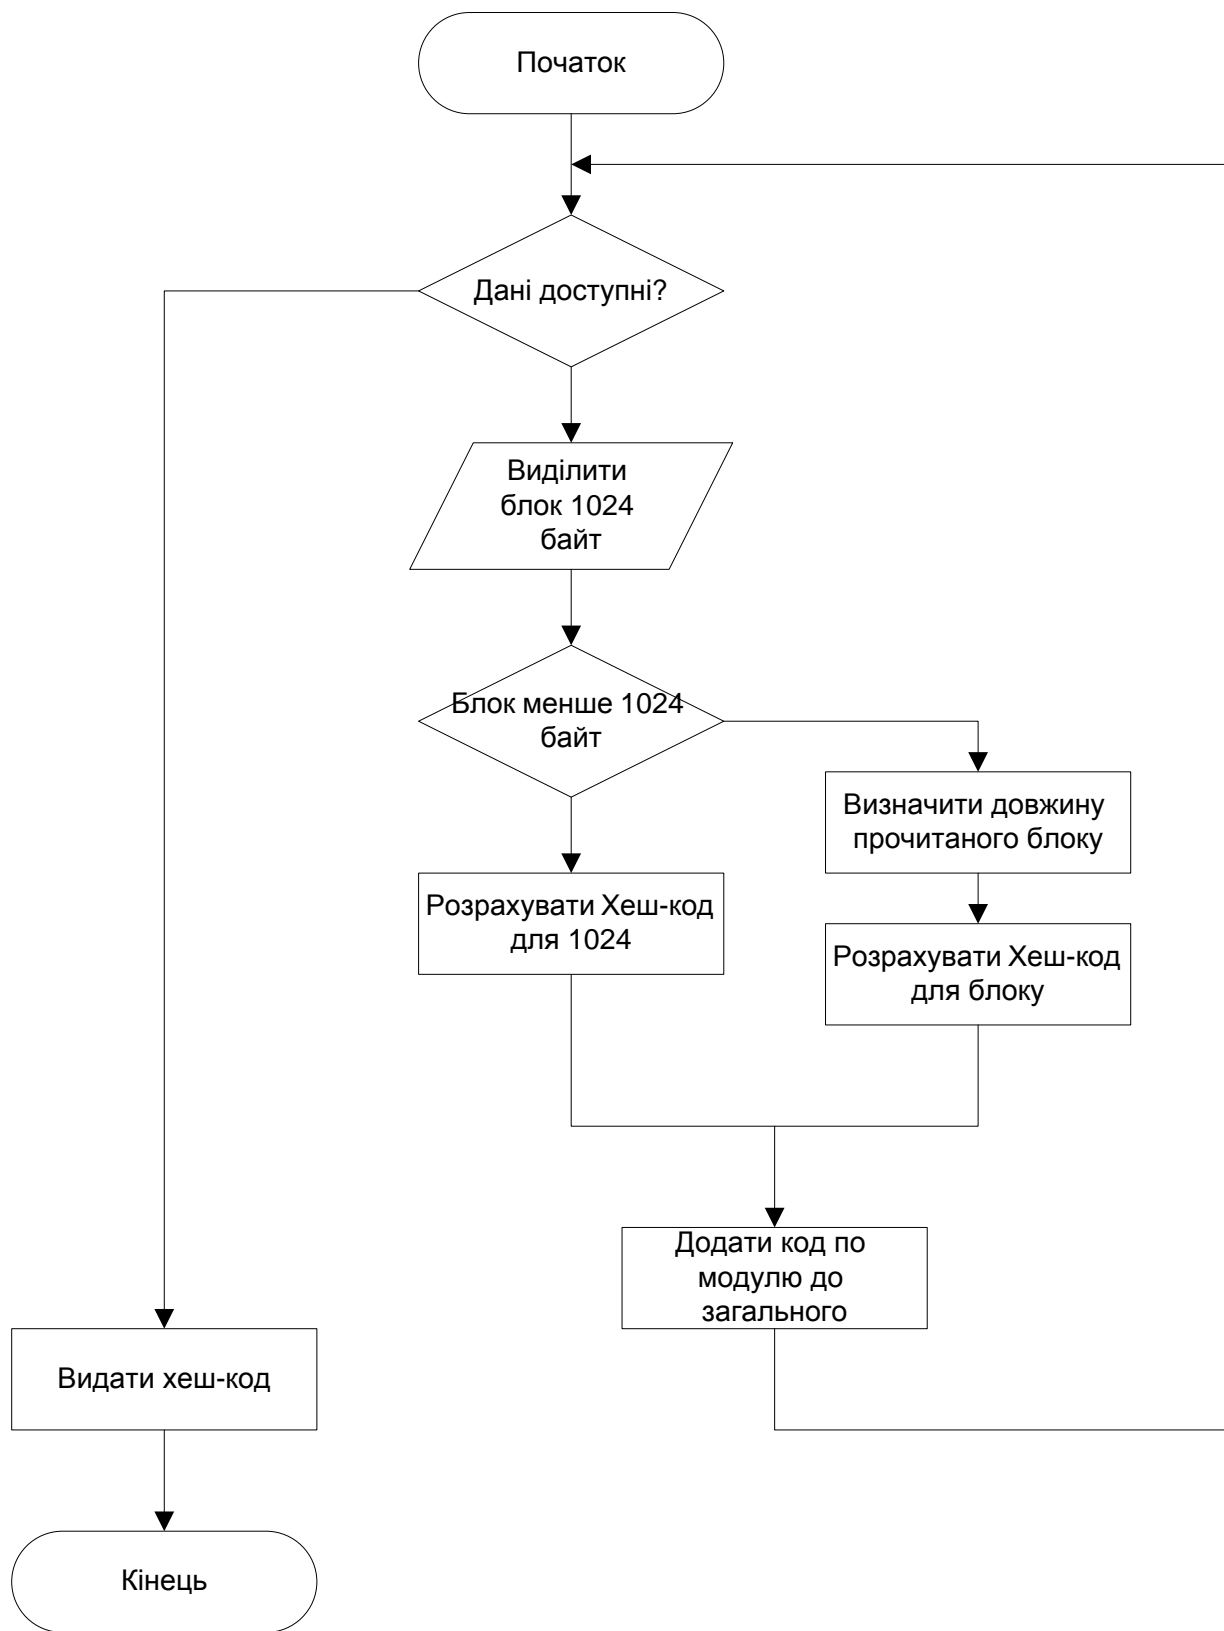 Початок
Дані доступні?
Виділити
блок 1024
байт
Блок менше 1024
байт
Визначити довжину
прочитаного блоку
Розрахувати Хеш-код
для 1024
Розрахувати Хеш-код
для блоку
Додати код по
модулю до
загального
Видати хеш-код
Кінець